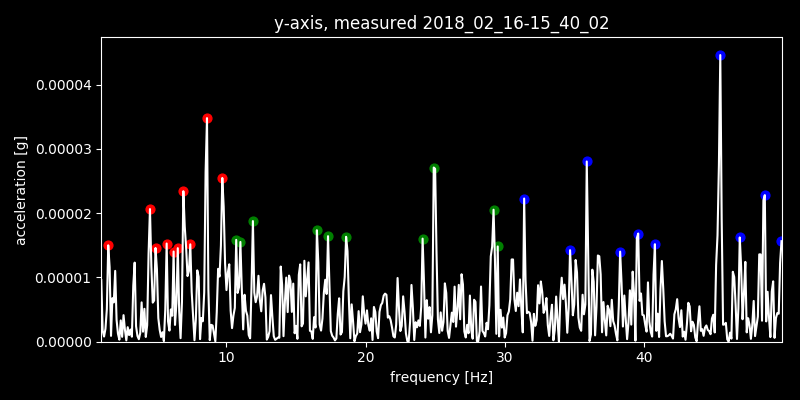 y-axis, measured 2018_02_16-15_40_02
acceleration [g]
0.00004
0.00003
0.00002
0.00001
0.00000
10 20 30 40
frequency [Hz]